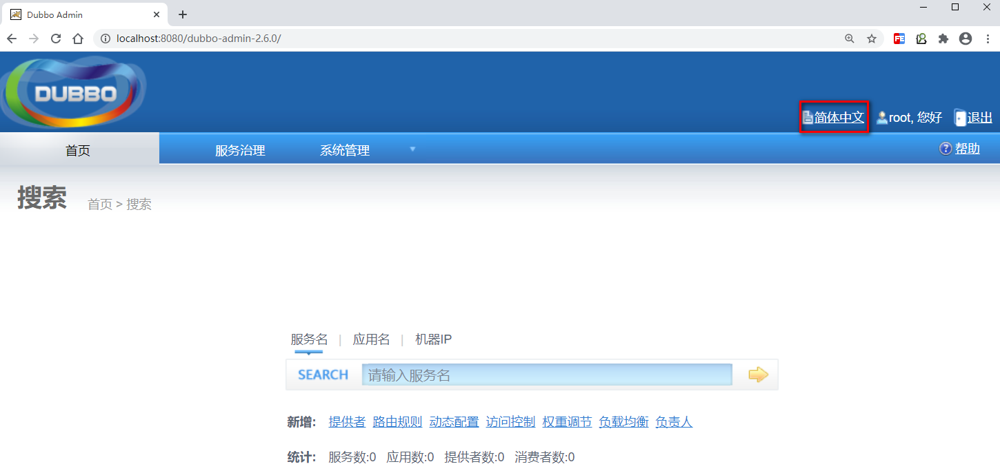 Dubbo Admin
localhost:8080/dubbo-admin-2.6.0/
DUBBO
简体中文 root, 您好 退出
首页 服务治理 系统管理 帮助
搜索 首页 > 搜索
服务名 | 应用名 | 机器IP
SEARCH 请输入服务名
新增: 提供者 路由规则 动态配置 访问控制 权重调节 负载均衡 负责人
统计: 服务数:0 应用数:0 提供者数:0 消费者数:0